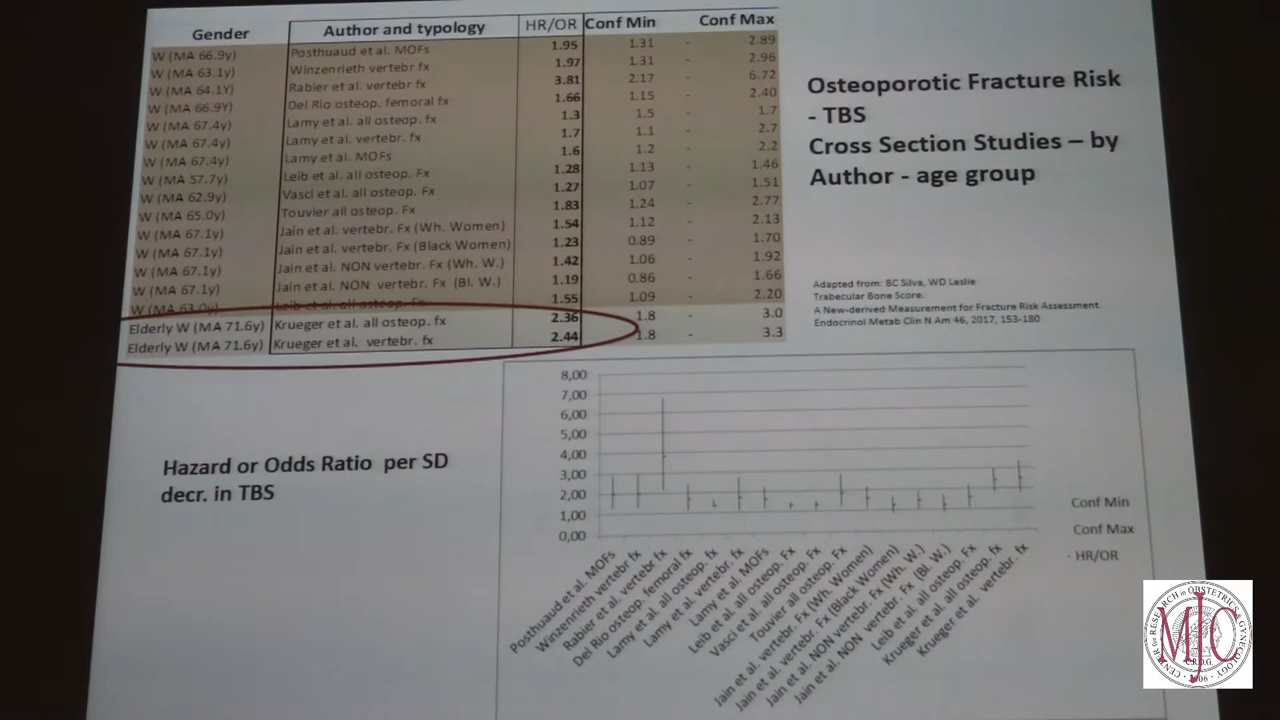 Gender Author and typology HR/OR Conf Min Conf Max
W (MA 66.9y) Posthuaud et al. MOFs 1.95 1.31 - 2.89
W (MA 63.1y) Winzenrieth vertebr fx 1.97 1.31 - 2.96
W (MA 64.1Y) Rabier et al. vertebr fx 3.81 2.17 - 6.72
W (MA 66.9Y) Del Rio osteop. femoral fx 1.66 1.15 - 2.40
W (MA 67.4y) Lamy et al. all osteop. fx 1.3 1.5 - 1.7
W (MA 67.4y) Lamy et al. vertebr. fx 1.7 1.1 - 2.7
W (MA 67.4y) Lamy et al. MOFs 1.6 1.2 - 2.2
W (MA 57.7y) Leib et al. all osteop. Fx 1.28 1.13 - 1.46
W (MA 62.9y) Vasci et al. all osteop. Fx 1.27 1.07 - 1.51
W (MA 65.0y) Touvier all osteop. Fx 1.83 1.24 - 2.77
W (MA 67.1y) Jain et al. vertebr. Fx (Wh. Women) 1.54 1.12 - 2.13
W (MA 67.1y) Jain et al. vertebr. Fx (Black Women) 1.23 0.89 - 1.70
W (MA 67.1y) Jain et al. NON vertebr. Fx (Wh. W.) 1.42 1.06 - 1.92
W (MA 67.1y) Jain et al. NON vertebr. Fx (Bl. W.) 1.19 0.86 - 1.66
W (MA 63.0y) Leib et al. all osteop. Fx 1.55 1.09 - 2.20
Elderly W (MA 71.6y) Krueger et al. all osteop. fx 2.36 1.8 - 3.0
Elderly W (MA 71.6y) Krueger et al. vertebr. fx 2.44 1.8 - 3.3
Osteoporotic Fracture Risk
- TBS
Cross Section Studies – by
Author - age group
Adapted from: BC Silva, WD Leslie
Trabecular Bone Score.
A New-derived Measurement for Fracture Risk Assessment.
Endocrinol Metab Clin N Am 46, 2017, 153-180
Hazard or Odds Ratio per SD
decr. in TBS
8,00
7,00
6,00
5,00
4,00
3,00
2,00
1,00
0,00
Posthuaud et al. MOFs
Winzenrieth vertebr fx
Rabier et al. vertebr fx
Del Rio osteop. femoral fx
Lamy et al. all osteop. fx
Lamy et al. vertebr. fx
Lamy et al. MOFs
Leib et al. all osteop. Fx
Vasci et al. all osteop. Fx
Touvier all osteop. Fx
Jain et al. vertebr. Fx (Wh. Women)
Jain et al. vertebr. Fx (Black Women)
Jain et al. NON vertebr. Fx (Wh. W.)
Jain et al. NON vertebr. Fx (Bl. W.)
Leib et al. all osteop. Fx
Krueger et al. all osteop. fx
Krueger et al. vertebr. fx
Conf Min
Conf Max
- HR/OR
CENTER for RESEARCH in OBSTETRICS, GYNECOLOGY
MJC
C.R.O.G.